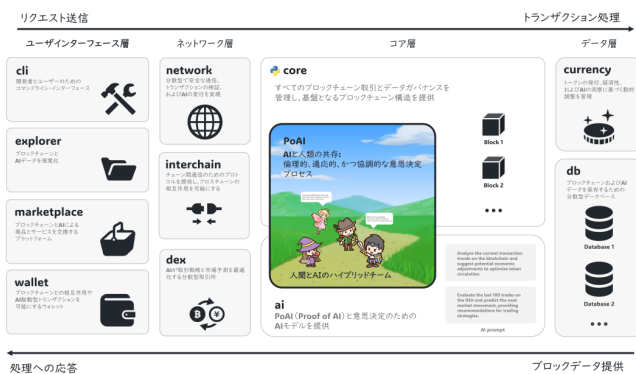 リクエスト送信
トランザクション処理
ユーザインターフェース層
ネットワーク層
コア層
データ層
cli
開発者とユーザーのための
コマンドライン・インターフェース
explorer
ブロックチェーンと
AIデータを視覚化
marketplace
ブロックチェーンとAIによる
商品とサービスを交換する
プラットフォーム
wallet
ブロックチェーンとの相互作用や
AI駆動型トランザクションを
可能にするウォレット
network
分散型で安全な通信、
トランザクションの検証、
およびAIの実行を実現
interchain
チェーン間通信のためのプロト
コルを提供し、クロスチェーンの
相互作用を可能にする
dex
AIが取引戦略と市場予測を最適
化する分散型取引所
core
すべてのブロックチェーン取引とデータガバナンスを
管理し、基盤となるブロックチェーン構造を提供
PoAI
AIと人類の共存:
倫理的、適応的、かつ協調的な意思決定
プロセス
人間とAIのハイブリッドチーム
Block 1
Block 2
•••
ai
PoAI（Proof of AI）と意思決定のための
AIモデルを提供
Analyze the current transaction
trends on the blockchain and
suggest potential economic
adjustments to optimize token
circulation.
Evaluate the last 100 trades on
the DEX and predict the next
market movement, providing
recommendations for trading
strategies.
AI prompt
currency
トークンの発行、経済性、
およびAIの洞察に基づく動的
調整を管理
db
ブロックチェーンおよびAI
データを保存するための
分散型データベース
Database 1
Database 2
•••
処理への応答
ブロックデータ提供